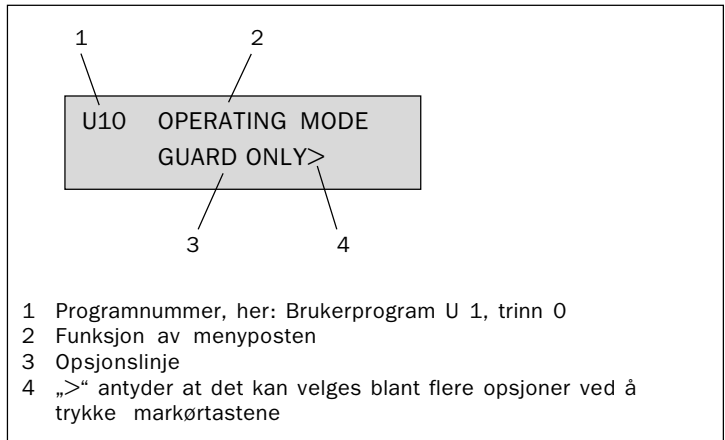 1 2
U10 OPERATING MODE
GUARD ONLY>
3 4
1 Programnummer, her: Brukerprogram U 1, trinn 0
2 Funksjon av menyposten
3 Opsjonslinje
4 „>“ antyder at det kan velges blant flere opsjoner ved å
trykke markørtastene